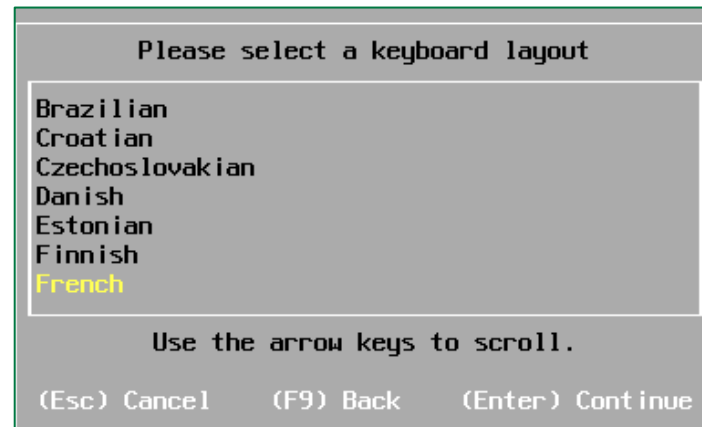 Please select a keyboard layout
Brazilian
Croatian
Czechoslovakian
Danish
Estonian
Finnish
French
Use the arrow keys to scroll.
(Esc) Cancel (F9) Back (Enter) Continue